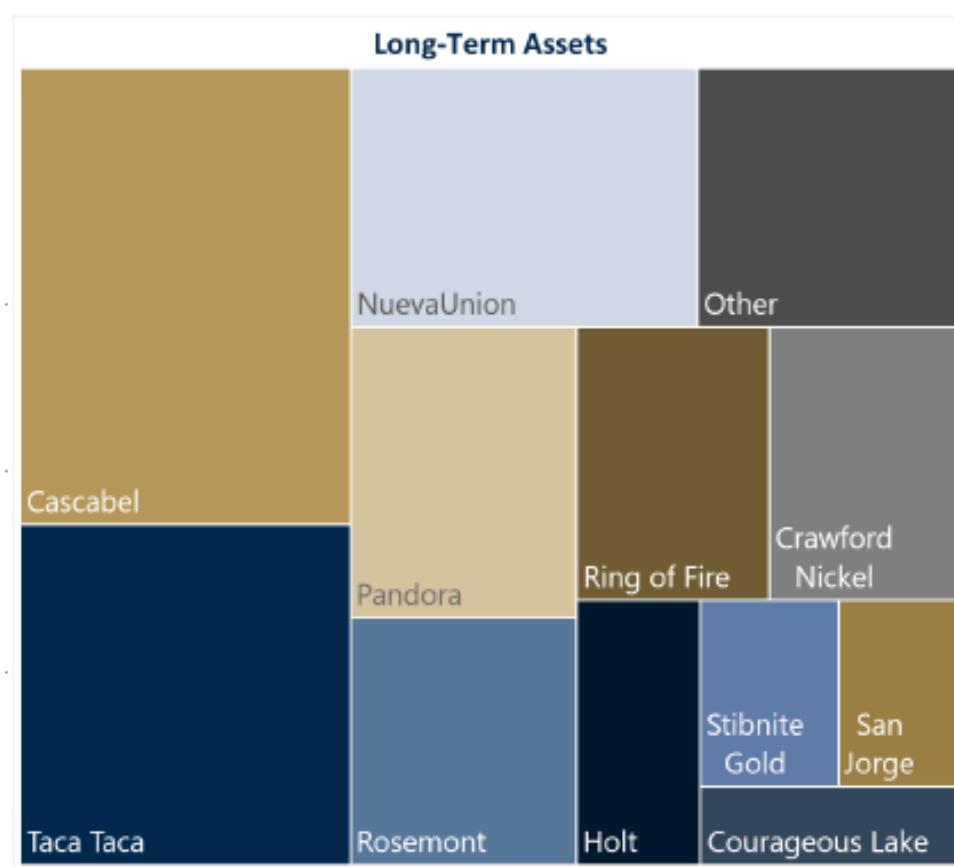 Long-Term Assets
NuevaUnion
Other
Cascabel
Crawford
Nickel
Pandora
Ring of Fire
Stibnite
Gold
San
Jorge
Taca Taca
Rosemont
Holt
Courageous Lake